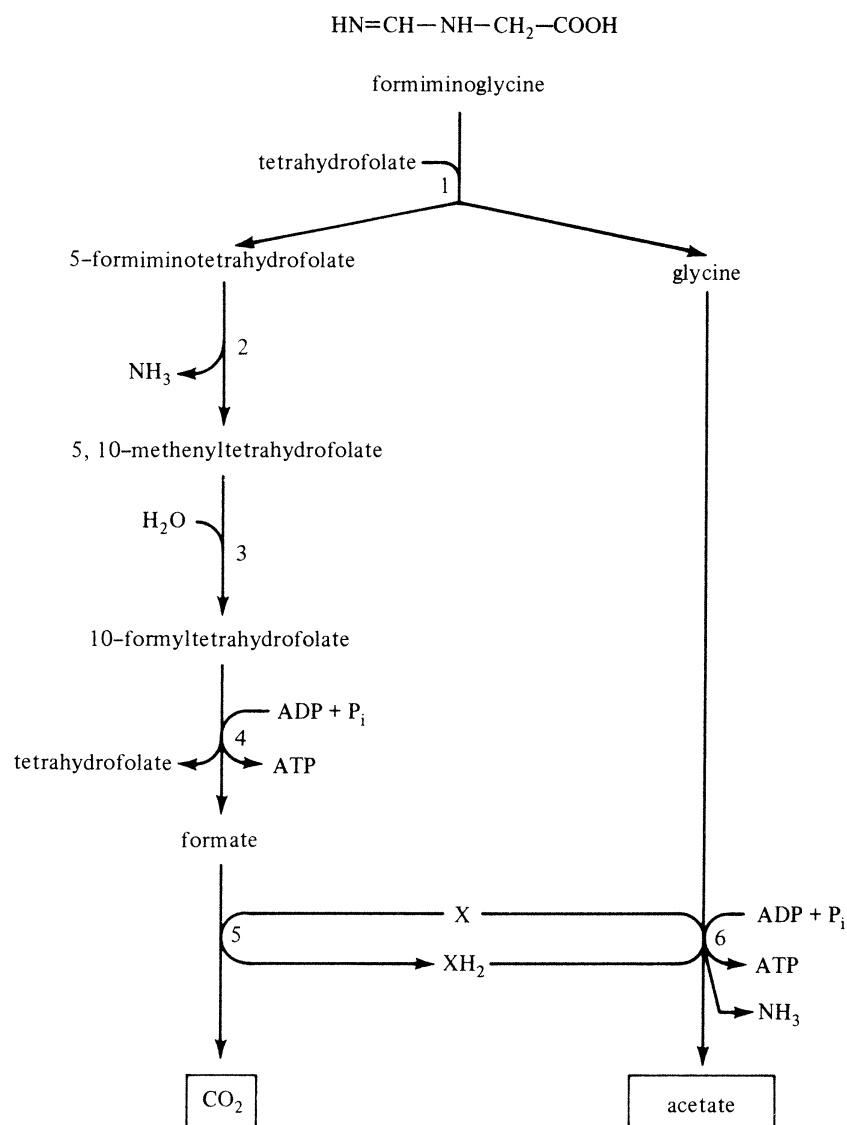 HN=CH—NH—CH₂—COOH
formiminoglycine
tetrahydrofolate
1
5-formiminotetrahydrofolate
glycine
2
NH₃
5, 10-methenyltetrahydrofolate
H₂O
3
10-formyltetrahydrofolate
ADP + Pᵢ
4
tetrahydrofolate
ATP
formate
X
ADP + Pᵢ
5
6
XH₂
ATP
NH₃
CO₂
acetate